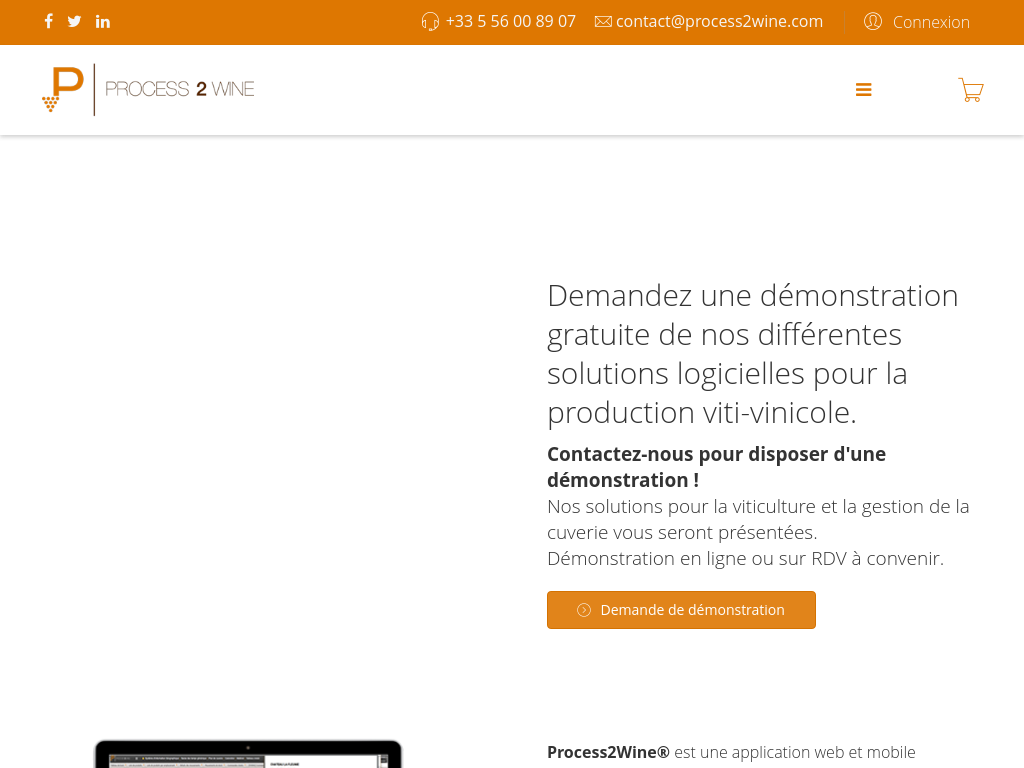 +33 5 56 00 89 07 contact@process2wine.com Connexion
P PROCESS 2 WINE
Demandez une démonstration
gratuite de nos différentes
solutions logicielles pour la
production viti-vinicole.
Contactez-nous pour disposer d'une
démonstration !
Nos solutions pour la viticulture et la gestion de la
cuverie vous seront présentées.
Démonstration en ligne ou sur RDV à convenir.
Demande de démonstration
Process2Wine® est une application web et mobile